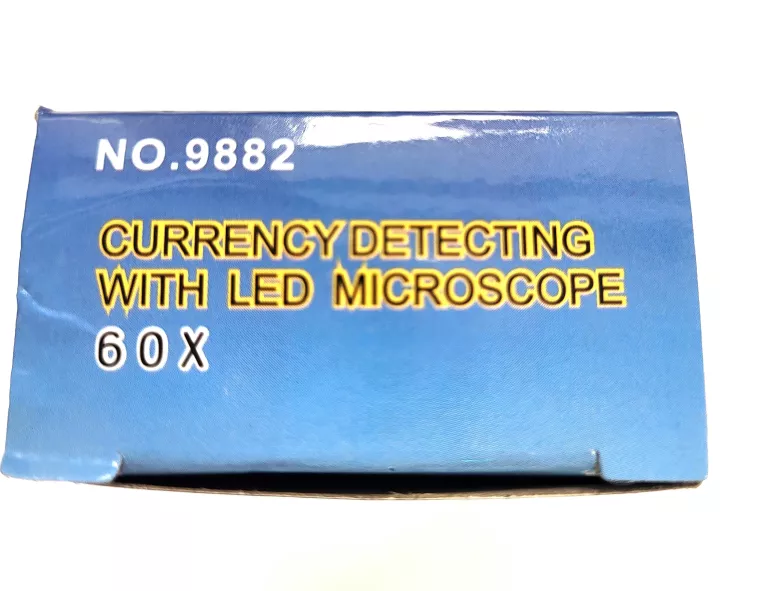 NO.9882
CURRENCY DETECTING
WITH LED MICROSCOPE
60X